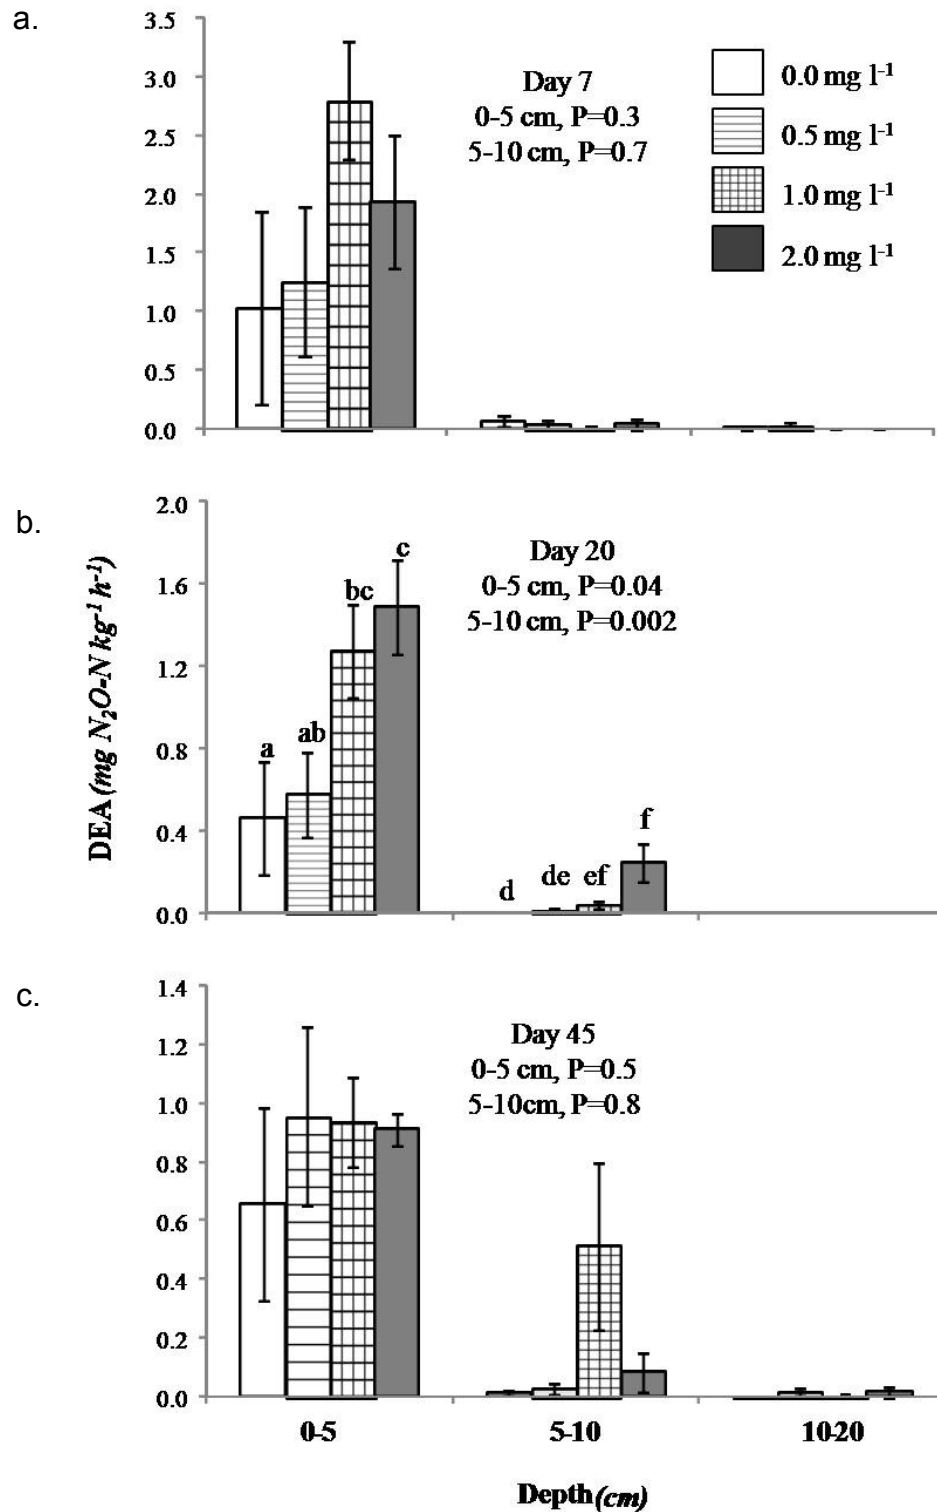 a.
3.5
3.0
2.5
2.0
1.5
1.0
0.5
0.0
Day 7
0-5 cm, P=0.3
5-10 cm, P=0.7
0.0 mg l⁻¹
0.5 mg l⁻¹
1.0 mg l⁻¹
2.0 mg l⁻¹
b.
2.0
1.6
1.2
0.8
0.4
0.0
Day 20
0-5 cm, P=0.04
5-10 cm, P=0.002
a
ab
bc
c
d
de
ef
f
DEA (mg N₂O-N kg⁻¹ h⁻¹)
c.
1.4
1.2
1.0
0.8
0.6
0.4
0.2
0.0
Day 45
0-5 cm, P=0.5
5-10cm, P=0.8
0-5
5-10
10-20
Depth (cm)